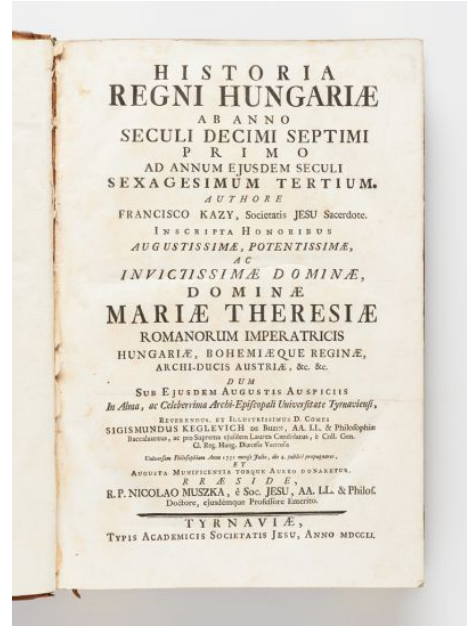 HISTORIA
REGNI HUNGARIÆ
AB ANNO
SECULI DECIMI SEPTIMI
PRIMO
AD ANNUM EJUSDEM SECULI
SEXAGESIMUM TERTIUM.
AUTHORE
FRANCISCO KAZY, Societatis JESU Sacerdote.
INSCRIPTA HONORIBUS
AUGUSTISSIMÆ, POTENTISSIMÆ,
AC
INVICTISSIMÆ DOMINÆ,
DOMINÆ
MARIÆ THERESIÆ
ROMANORUM IMPERATRICIS
HUNGARIÆ, BOHEMIÆQUE REGINÆ,
ARCHI-DUCIS AUSTRIÆ, &c. &c.
DUM
SUB EJUSDEM AUGUSTIS AUSPICIIS
In Alma, ac Celeberrima Archi-Episcopali Universitate Tyrnaviensi,
REVERENDUS, ET ILLUSTRISSIMUS D. COMES
SIGISMUNDUS KEGLEVICH DE BUZIN, AA. LL. & Philosophiæ
Baccalaureus, ac pro Suprema ejusdem Laurea Candidatus, è Coll. Gen.
Cl. Reg. Hung. Diœcesis
Universam Philosophiam Anno 1751 mense Julio, die 2. publicè propugnaret,
ET
AUGUSTA MUNIFICENTIA TORQUE AUREO DONARETUR.
PRÆSIDE,
R. P. NICOLAO MUSZKA, è Soc. JESU, AA. LL. & Philos.
Doctore, ejusdémque Professore Emerito.
TYRNAVIÆ,
TYPIS ACADEMICIS SOCIETATIS JESU, ANNO MDCCLI.